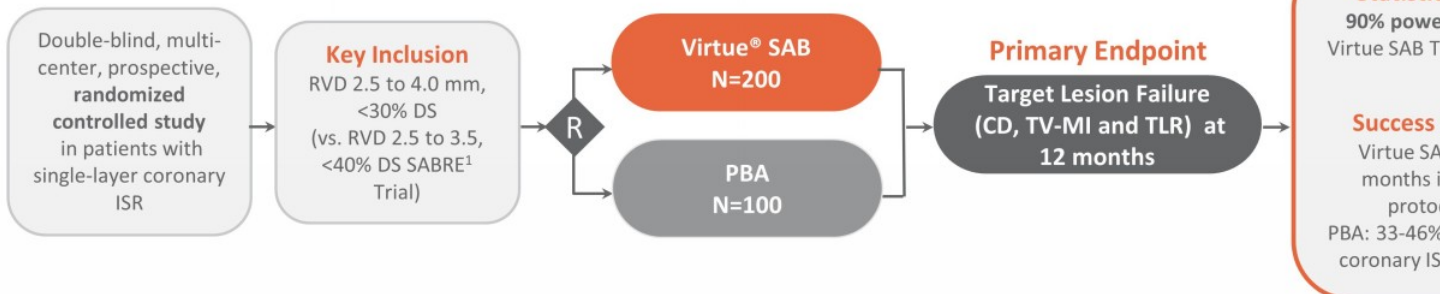 Double-blind, multi-
center, prospective,
randomized
controlled study
in patients with
single-layer coronary
ISR
Key Inclusion
RVD 2.5 to 4.0 mm,
<30% DS
(vs. RVD 2.5 to 3.5,
<40% DS SABRE¹
Trial)
R
Virtue® SAB
N=200
PBA
N=100
Primary Endpoint
Target Lesion Failure
(CD, TV-MI and TLR) at
12 months
90% powe
Virtue SAB T
Success
Virtue SA
months i
proto
PBA: 33-46%
coronary IS